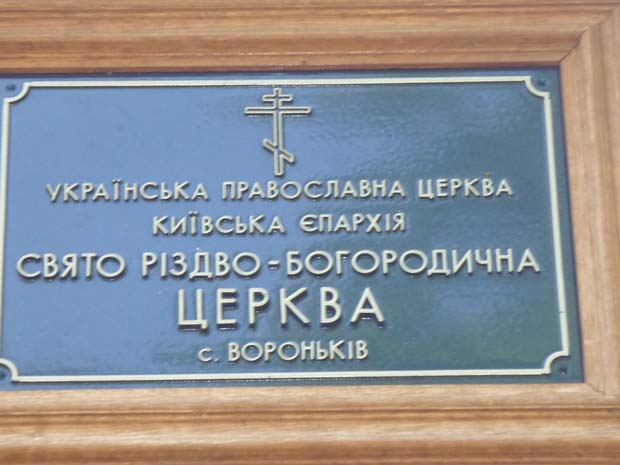 УКРАЇНСЬКА ПРАВОСЛАВНА ЦЕРКВА
КИЇВСЬКА ЄПАРХІЯ
СВЯТО РІЗДВО-БОГОРОДИЧНА
ЦЕРКВА
с. ВОРОНЬКІВ